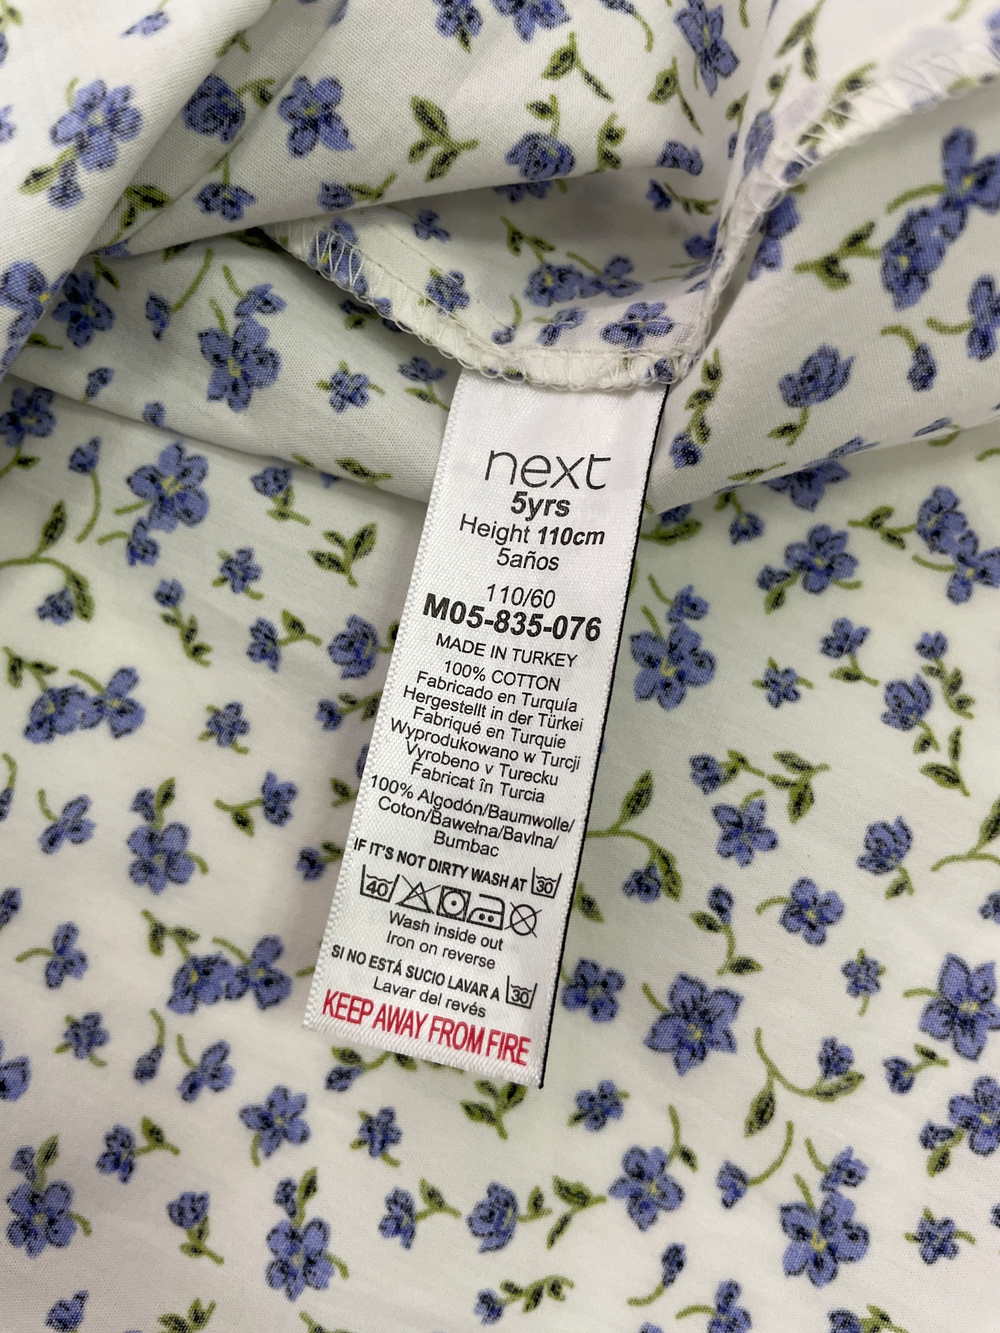 next
5yrs
Height 110cm
5años
110/60
M05-835-076
MADE IN TURKEY
100% COTTON
Fabricado en Turquía
Hergestellt in der Türkei
Fabriqué en Turquie
Wyprodukowano w Turcji
Vyrobeno v Turecku
Fabricat în Turcia
100% Algodón/Baumwolle/
Coton/Bawełna/Bavlna/
Bumbac
IF IT'S NOT DIRTY WASH AT 30
40
Wash inside out
Iron on reverse
SI NO ESTÁ SUCIO LAVAR A 30
Lavar del revés
KEEP AWAY FROM FIRE